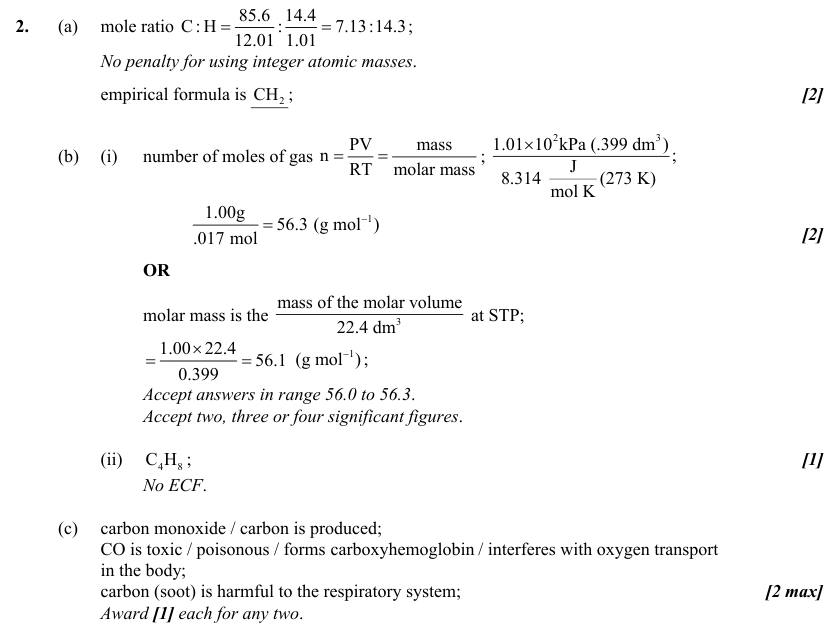 2. (a) mole ratio C : H = 85.6/12.01 : 14.4/1.01 = 7.13 : 14.3 ;
No penalty for using integer atomic masses.
empirical formula is CH₂ ; [2]
(b) (i) number of moles of gas n = PV/RT = mass/molar mass ; 1.01×10² kPa (.399 dm³)/8.314 J/mol K (273 K) ;
1.00g/.017 mol = 56.3 (g mol⁻¹) [2]
OR
molar mass is the mass of the molar volume/22.4 dm³ at STP;
= 1.00 × 22.4/0.399 = 56.1 (g mol⁻¹) ;
Accept answers in range 56.0 to 56.3.
Accept two, three or four significant figures.
(ii) C₄H₈ ; [1]
No ECF.
(c) carbon monoxide / carbon is produced;
CO is toxic / poisonous / forms carboxyhemoglobin / interferes with oxygen transport
in the body;
carbon (soot) is harmful to the respiratory system; [2 max]
Award [1] each for any two.